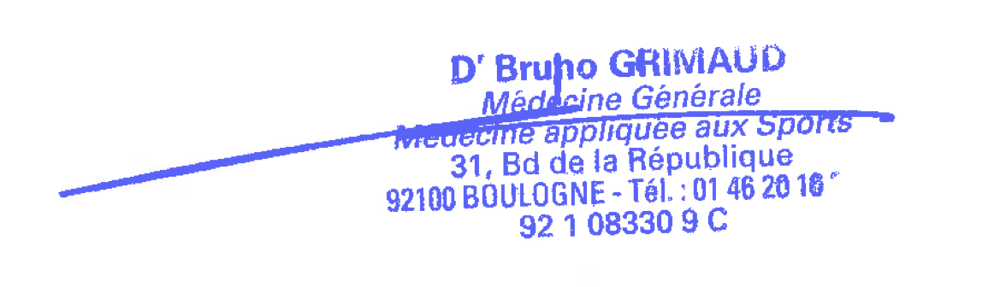 Dr Bruno GRIMAUD
Médecine Générale
Médecine appliquée aux Sports
31, Bd de la République
92100 BOULOGNE - Tél. : 01 46 20
92 1 08330 9 C